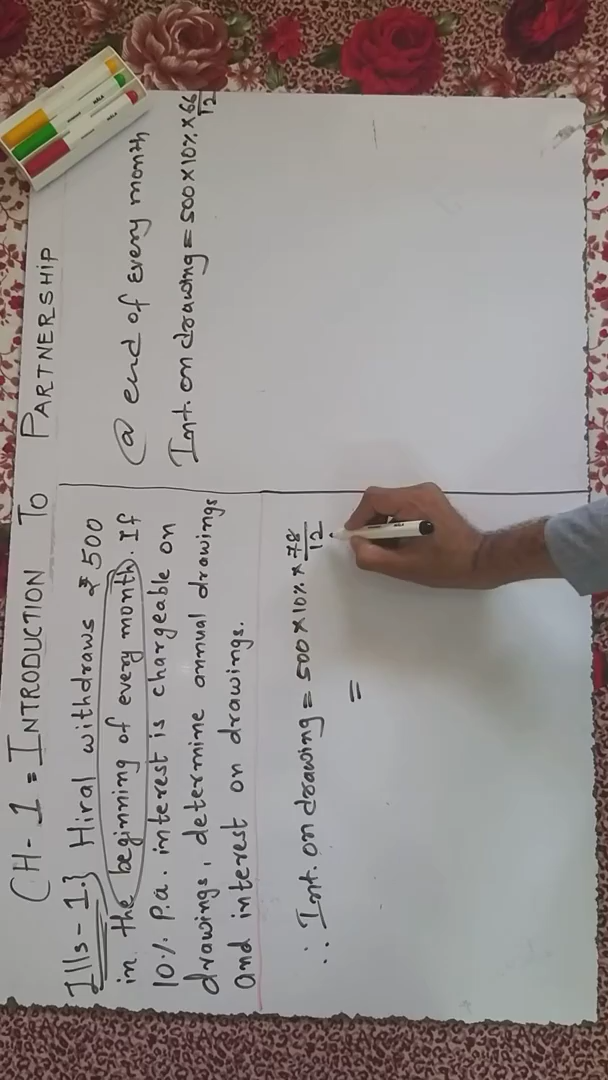 CH-1 = INTRODUCTION TO PARTNERSHIP
Ills-1.} Hiral withdraws ₹500
in the beginning of every month. If
10% p.a. interest is chargeable on
drawings, determine annual drawings
and interest on drawings.
∴ Int. on drawing = 500 × 10% × 78/12
=
@ end of every month
Int. on drawing = 500 × 10% × 66/12